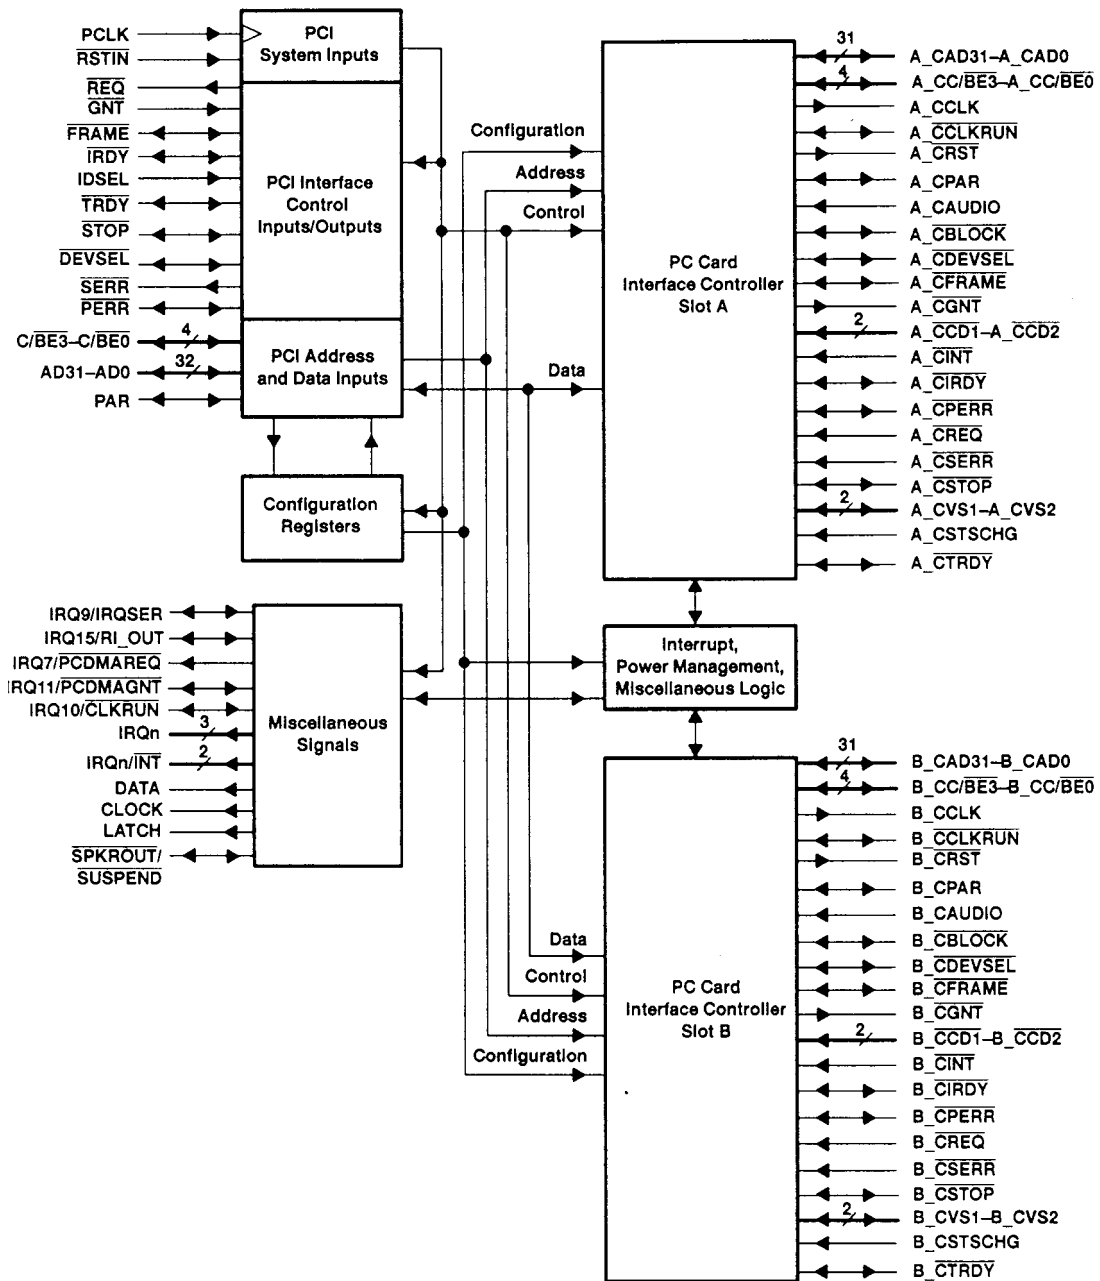 PCLK
RSTIN
REQ
GNT
FRAME
IRDY
IDSEL
TRDY
STOP
DEVSEL
SERR
PERR
C/BE3–C/BE0
4
AD31–AD0
32
PAR
PCI
System Inputs
PCI Interface
Control
Inputs/Outputs
PCI Address
and Data Inputs
Configuration
Registers
IRQ9/IRQSER
IRQ15/RI_OUT
IRQ7/PCDMAREQ
IRQ11/PCDMAGNT
IRQ10/CLKRUN
IRQn
3
IRQn/INT
2
DATA
CLOCK
LATCH
SPKROUT/
SUSPEND
Miscellaneous
Signals
Configuration
Address
Control
Data
PC Card
Interface Controller
Slot A
31
A_CAD31–A_CAD0
4
A_CC/BE3–A_CC/BE0
A_CCLK
A_CCLKRUN
A_CRST
A_CPAR
A_CAUDIO
A_CBLOCK
A_CDEVSEL
A_CFRAME
A_CGNT
2
A_CCD1–A_CCD2
A_CINT
A_CIRDY
A_CPERR
A_CREQ
A_CSERR
A_CSTOP
2
A_CVS1–A_CVS2
A_CSTSCHG
A_CTRDY
Interrupt,
Power Management,
Miscellaneous Logic
Data
Control
Address
Configuration
PC Card
Interface Controller
Slot B
31
B_CAD31–B_CAD0
4
B_CC/BE3–B_CC/BE0
B_CCLK
B_CCLKRUN
B_CRST
B_CPAR
B_CAUDIO
B_CBLOCK
B_CDEVSEL
B_CFRAME
B_CGNT
2
B_CCD1–B_CCD2
B_CINT
B_CIRDY
B_CPERR
B_CREQ
B_CSERR
B_CSTOP
2
B_CVS1–B_CVS2
B_CSTSCHG
B_CTRDY